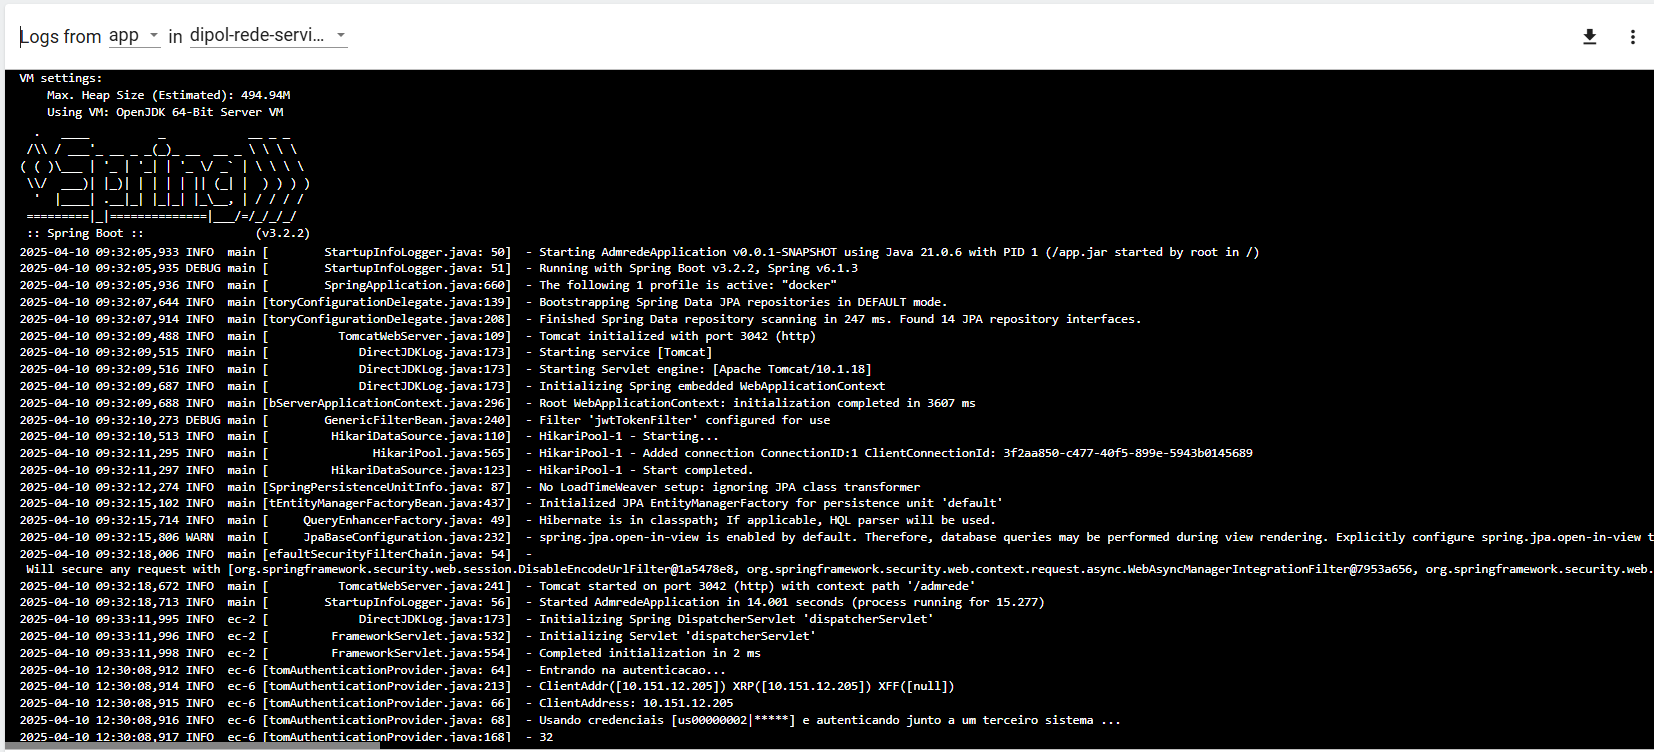 Logs from app in dipol-rede-servi...
VM settings:
    Max. Heap Size (Estimated): 494.94M
    Using VM: OpenJDK 64-Bit Server VM
  .   ____          _            __ _ _
 /\\ / ___'_ __ _ _(_)_ __  __ _ \ \ \ \
( ( )\___ | '_ | '_| | '_ \/ _` | \ \ \ \
 \\/  ___)| |_)| | | | | || (_| |  ) ) ) )
  '  |____| .__|_| |_|_| |_\__, | / / / /
 =========|_|==============|___/=/_/_/_/
 :: Spring Boot ::                (v3.2.2)
2025-04-10 09:32:05,933 INFO  main [        StartupInfoLogger.java: 50]  - Starting AdmredeApplication v0.0.1-SNAPSHOT using Java 21.0.6 with PID 1 (/app.jar started by root in /)
2025-04-10 09:32:05,935 DEBUG main [        StartupInfoLogger.java: 51]  - Running with Spring Boot v3.2.2, Spring v6.1.3
2025-04-10 09:32:05,936 INFO  main [        SpringApplication.java:660]  - The following 1 profile is active: "docker"
2025-04-10 09:32:07,644 INFO  main [toryConfigurationDelegate.java:139]  - Bootstrapping Spring Data JPA repositories in DEFAULT mode.
2025-04-10 09:32:07,914 INFO  main [toryConfigurationDelegate.java:208]  - Finished Spring Data repository scanning in 247 ms. Found 14 JPA repository interfaces.
2025-04-10 09:32:09,488 INFO  main [          TomcatWebServer.java:109]  - Tomcat initialized with port 3042 (http)
2025-04-10 09:32:09,515 INFO  main [             DirectJDKLog.java:173]  - Starting service [Tomcat]
2025-04-10 09:32:09,516 INFO  main [             DirectJDKLog.java:173]  - Starting Servlet engine: [Apache Tomcat/10.1.18]
2025-04-10 09:32:09,687 INFO  main [             DirectJDKLog.java:173]  - Initializing Spring embedded WebApplicationContext
2025-04-10 09:32:09,688 INFO  main [bServerApplicationContext.java:296]  - Root WebApplicationContext: initialization completed in 3607 ms
2025-04-10 09:32:10,273 DEBUG main [        GenericFilterBean.java:240]  - Filter 'jwtTokenFilter' configured for use
2025-04-10 09:32:10,513 INFO  main [         HikariDataSource.java:110]  - HikariPool-1 - Starting...
2025-04-10 09:32:11,295 INFO  main [               HikariPool.java:565]  - HikariPool-1 - Added connection ConnectionID:1 ClientConnectionId: 3f2aa850-c477-40f5-899e-5943b0145689
2025-04-10 09:32:11,297 INFO  main [         HikariDataSource.java:123]  - HikariPool-1 - Start completed.
2025-04-10 09:32:12,274 INFO  main [SpringPersistenceUnitInfo.java: 87]  - No LoadTimeWeaver setup: ignoring JPA class transformer
2025-04-10 09:32:15,102 INFO  main [tEntityManagerFactoryBean.java:437]  - Initialized JPA EntityManagerFactory for persistence unit 'default'
2025-04-10 09:32:15,714 INFO  main [     QueryEnhancerFactory.java: 49]  - Hibernate is in classpath; If applicable, HQL parser will be used.
2025-04-10 09:32:15,806 WARN  main [     JpaBaseConfiguration.java:232]  - spring.jpa.open-in-view is enabled by default. Therefore, database queries may be performed during view rendering. Explicitly configure spring.jpa.open-in-view t
2025-04-10 09:32:18,006 INFO  main [efaultSecurityFilterChain.java: 54]  -
 Will secure any request with [org.springframework.security.web.session.DisableEncodeUrlFilter@1a5478e8, org.springframework.security.web.context.request.async.WebAsyncManagerIntegrationFilter@7953a656, org.springframework.security.web.
2025-04-10 09:32:18,672 INFO  main [          TomcatWebServer.java:241]  - Tomcat started on port 3042 (http) with context path '/admrede'
2025-04-10 09:32:18,713 INFO  main [        StartupInfoLogger.java: 56]  - Started AdmredeApplication in 14.001 seconds (process running for 15.277)
2025-04-10 09:33:11,995 INFO  ec-2 [             DirectJDKLog.java:173]  - Initializing Spring DispatcherServlet 'dispatcherServlet'
2025-04-10 09:33:11,996 INFO  ec-2 [         FrameworkServlet.java:532]  - Initializing Servlet 'dispatcherServlet'
2025-04-10 09:33:11,998 INFO  ec-2 [         FrameworkServlet.java:554]  - Completed initialization in 2 ms
2025-04-10 12:30:08,912 INFO  ec-6 [tomAuthenticationProvider.java: 64]  - Entrando na autenticacao...
2025-04-10 12:30:08,914 INFO  ec-6 [tomAuthenticationProvider.java:213]  - ClientAddr([10.151.12.205]) XRP([10.151.12.205]) XFF([null])
2025-04-10 12:30:08,915 INFO  ec-6 [tomAuthenticationProvider.java: 66]  - ClientAddress: 10.151.12.205
2025-04-10 12:30:08,916 INFO  ec-6 [tomAuthenticationProvider.java: 68]  - Usando credenciais [us00000002|*****] e autenticando junto a um terceiro sistema ...
2025-04-10 12:30:08,917 INFO  ec-6 [tomAuthenticationProvider.java:168]  - 32